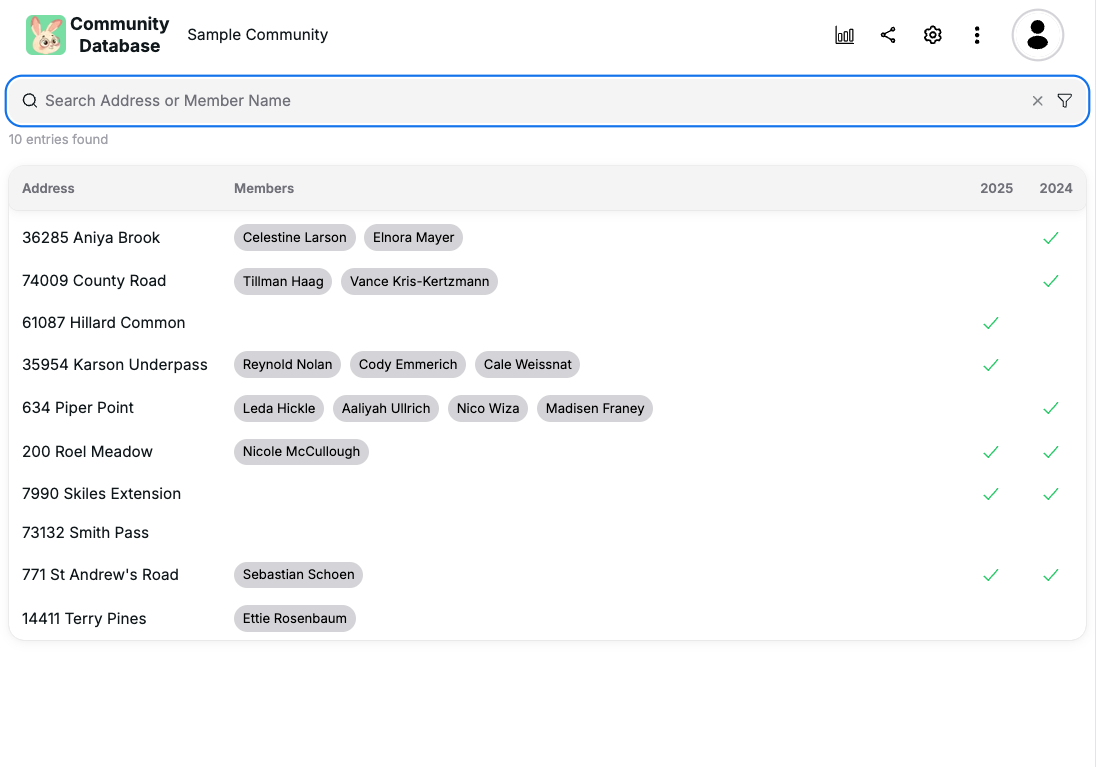 Community
Database
Sample Community
Search Address or Member Name
10 entries found
Address Members 2025 2024
36285 Aniya Brook Celestine Larson Elnora Mayer
74009 County Road Tillman Haag Vance Kris-Kertzmann
61087 Hillard Common
35954 Karson Underpass Reynold Nolan Cody Emmerich Cale Weissnat
634 Piper Point Leda Hickle Aaliyah Ullrich Nico Wiza Madisen Franey
200 Roel Meadow Nicole McCullough
7990 Skiles Extension
73132 Smith Pass
771 St Andrew's Road Sebastian Schoen
14411 Terry Pines Ettie Rosenbaum